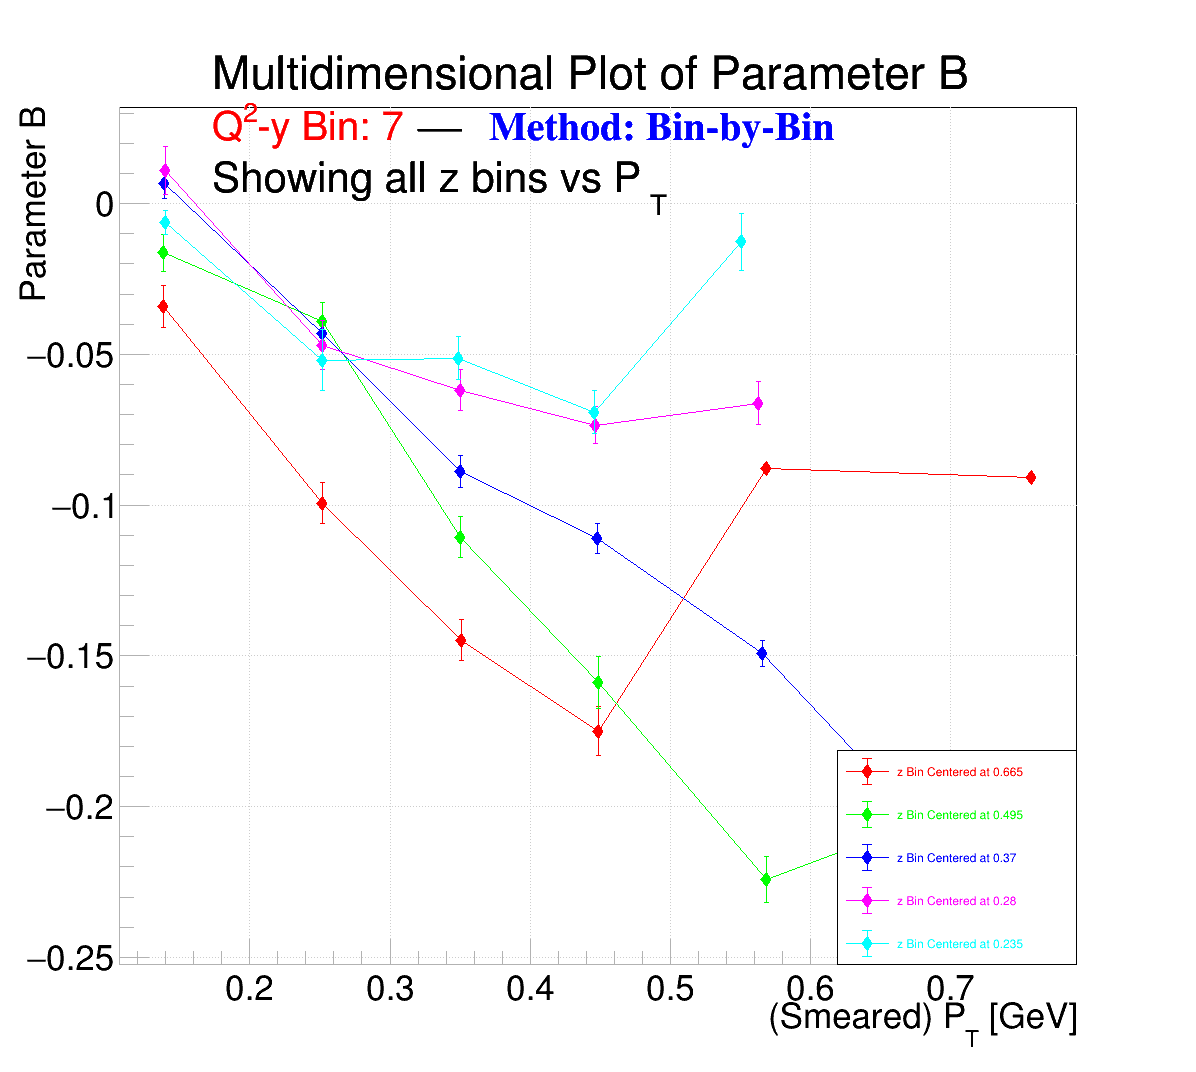 Multidimensional Plot of Parameter B
Q²-y Bin: 7 — Method: Bin-by-Bin
Showing all z bins vs P_T
Parameter B
0
−0.05
−0.1
−0.15
−0.2
−0.25
z Bin Centered at 0.665
z Bin Centered at 0.495
z Bin Centered at 0.37
z Bin Centered at 0.28
z Bin Centered at 0.235
0.2 0.3 0.4 0.5 0.6 0.7
(Smeared) P_T [GeV]